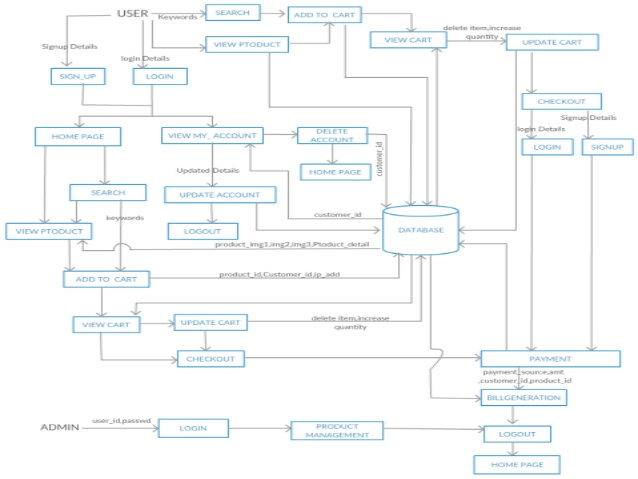 USER
Keywords
SEARCH
ADD TO CART
delete item,increase
quantity
VIEW CART
UPDATE CART
VIEW PTODUCT
Signup Details
login Details
SIGN_UP
LOGIN
CHECKOUT
Signup Details
login Details
LOGIN
SIGNUP
HOME PAGE
VIEW MY_ ACCOUNT
DELETE
ACCOUNT
customer_id
HOME PAGE
Updated Details
SEARCH
UPDATE ACCOUNT
keywords
customer_id
VIEW PTODUCT
LOGOUT
DATABASE
product_img1,img2,img3,Ptoduct_detail
product_id,Customer_id,ip_add
ADD TO CART
VIEW CART
UPDATE CART
delete item,increase
quantity
CHECKOUT
PAYMENT
payment_source,amt
,customer_id,product_id
BILLGENERATION
ADMIN
user_id,passwd
LOGIN
PRODUCT
MANAGEMENT
LOGOUT
HOME PAGE